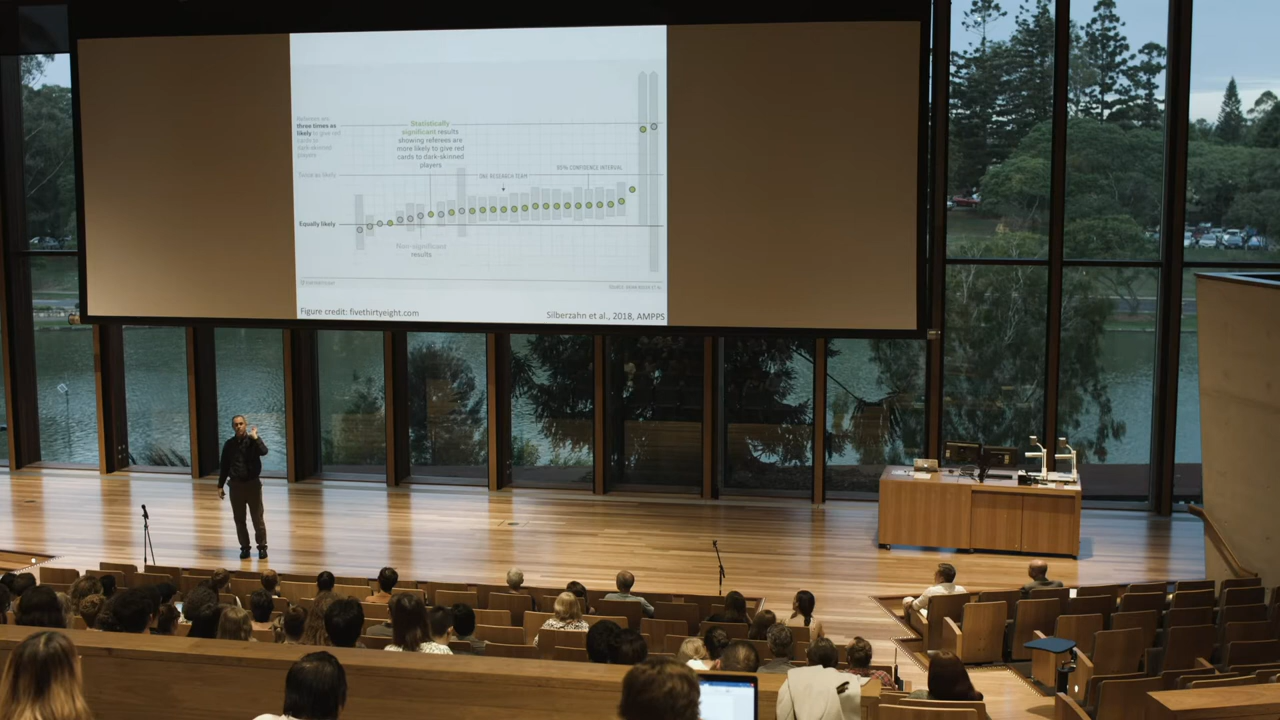 Referees are
three times as
likely to give red
cards to
dark-skinned
players
Statistically
significant results
showing referees are
more likely to give red
cards to dark-skinned
players
Twice as likely
ONE RESEARCH TEAM
95% CONFIDENCE INTERVAL
Equally likely
Non-significant
results
Figure credit: fivethirtyeight.com
Silberzahn et al., 2018, AMPPS